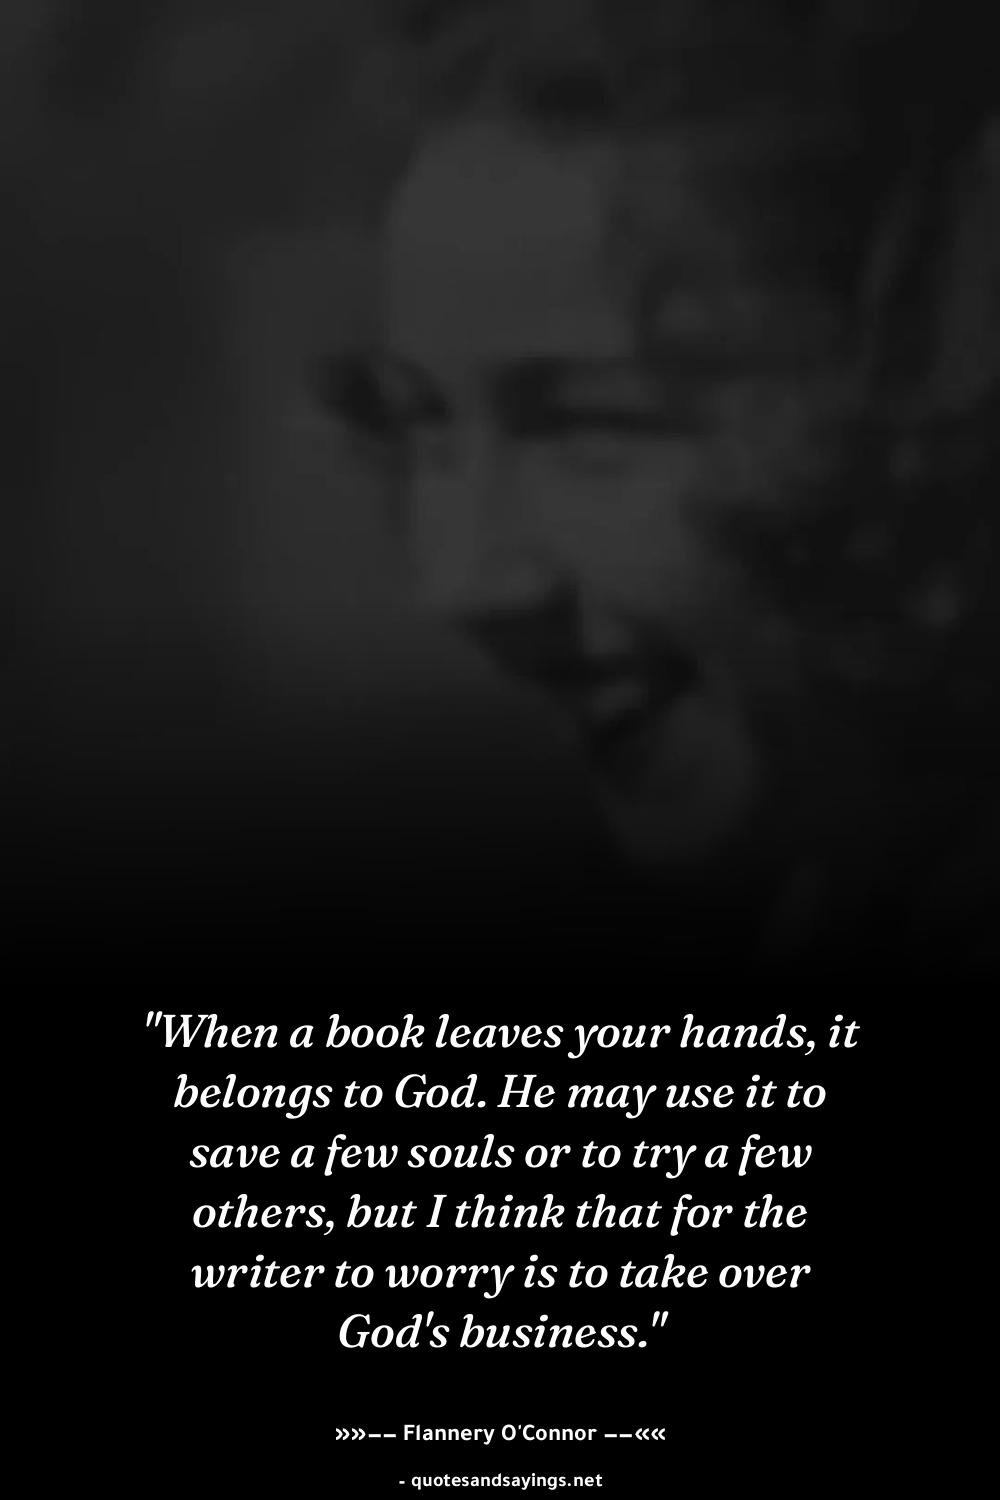 "When a book leaves your hands, it
belongs to God. He may use it to
save a few souls or to try a few
others, but I think that for the
writer to worry is to take over
God's business."
»»–– Flannery O'Connor ––««
- quotesandsayings.net